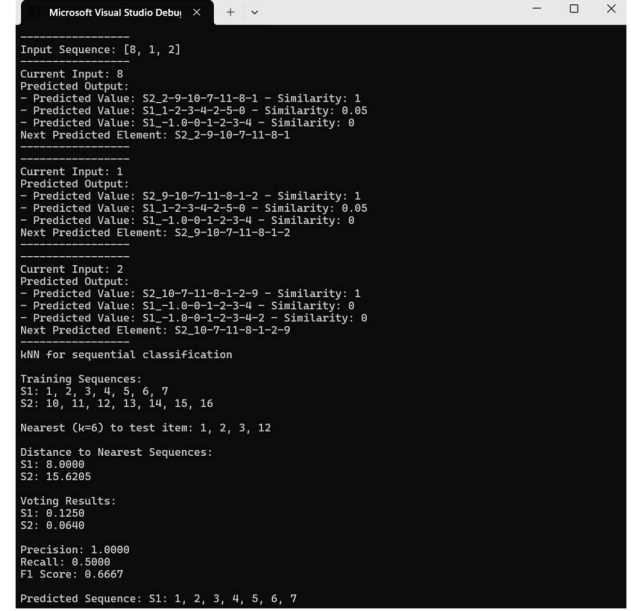 Microsoft Visual Studio Debug
-----------------
Input Sequence: [8, 1, 2]
-----------------
Current Input: 8
Predicted Output:
- Predicted Value: S2_2-9-10-7-11-8-1 - Similarity: 1
- Predicted Value: S1_1-2-3-4-2-5-0 - Similarity: 0.05
- Predicted Value: S1_-1.0-0-1-2-3-4 - Similarity: 0
Next Predicted Element: S2_2-9-10-7-11-8-1
-----------------
-----------------
Current Input: 1
Predicted Output:
- Predicted Value: S2_9-10-7-11-8-1-2 - Similarity: 1
- Predicted Value: S1_1-2-3-4-2-5-0 - Similarity: 0.05
- Predicted Value: S1_-1.0-0-1-2-3-4 - Similarity: 0
Next Predicted Element: S2_9-10-7-11-8-1-2
-----------------
-----------------
Current Input: 2
Predicted Output:
- Predicted Value: S2_10-7-11-8-1-2-9 - Similarity: 1
- Predicted Value: S1_-1.0-0-1-2-3-4 - Similarity: 0
- Predicted Value: S1_-1.0-0-1-2-3-4-2 - Similarity: 0
Next Predicted Element: S2_10-7-11-8-1-2-9
-----------------
kNN for sequential classification
Training Sequences:
S1: 1, 2, 3, 4, 5, 6, 7
S2: 10, 11, 12, 13, 14, 15, 16
Nearest (k=6) to test item: 1, 2, 3, 12
Distance to Nearest Sequences:
S1: 8.0000
S2: 15.6205
Voting Results:
S1: 0.1250
S2: 0.0640
Precision: 1.0000
Recall: 0.5000
F1 Score: 0.6667
Predicted Sequence: S1: 1, 2, 3, 4, 5, 6, 7